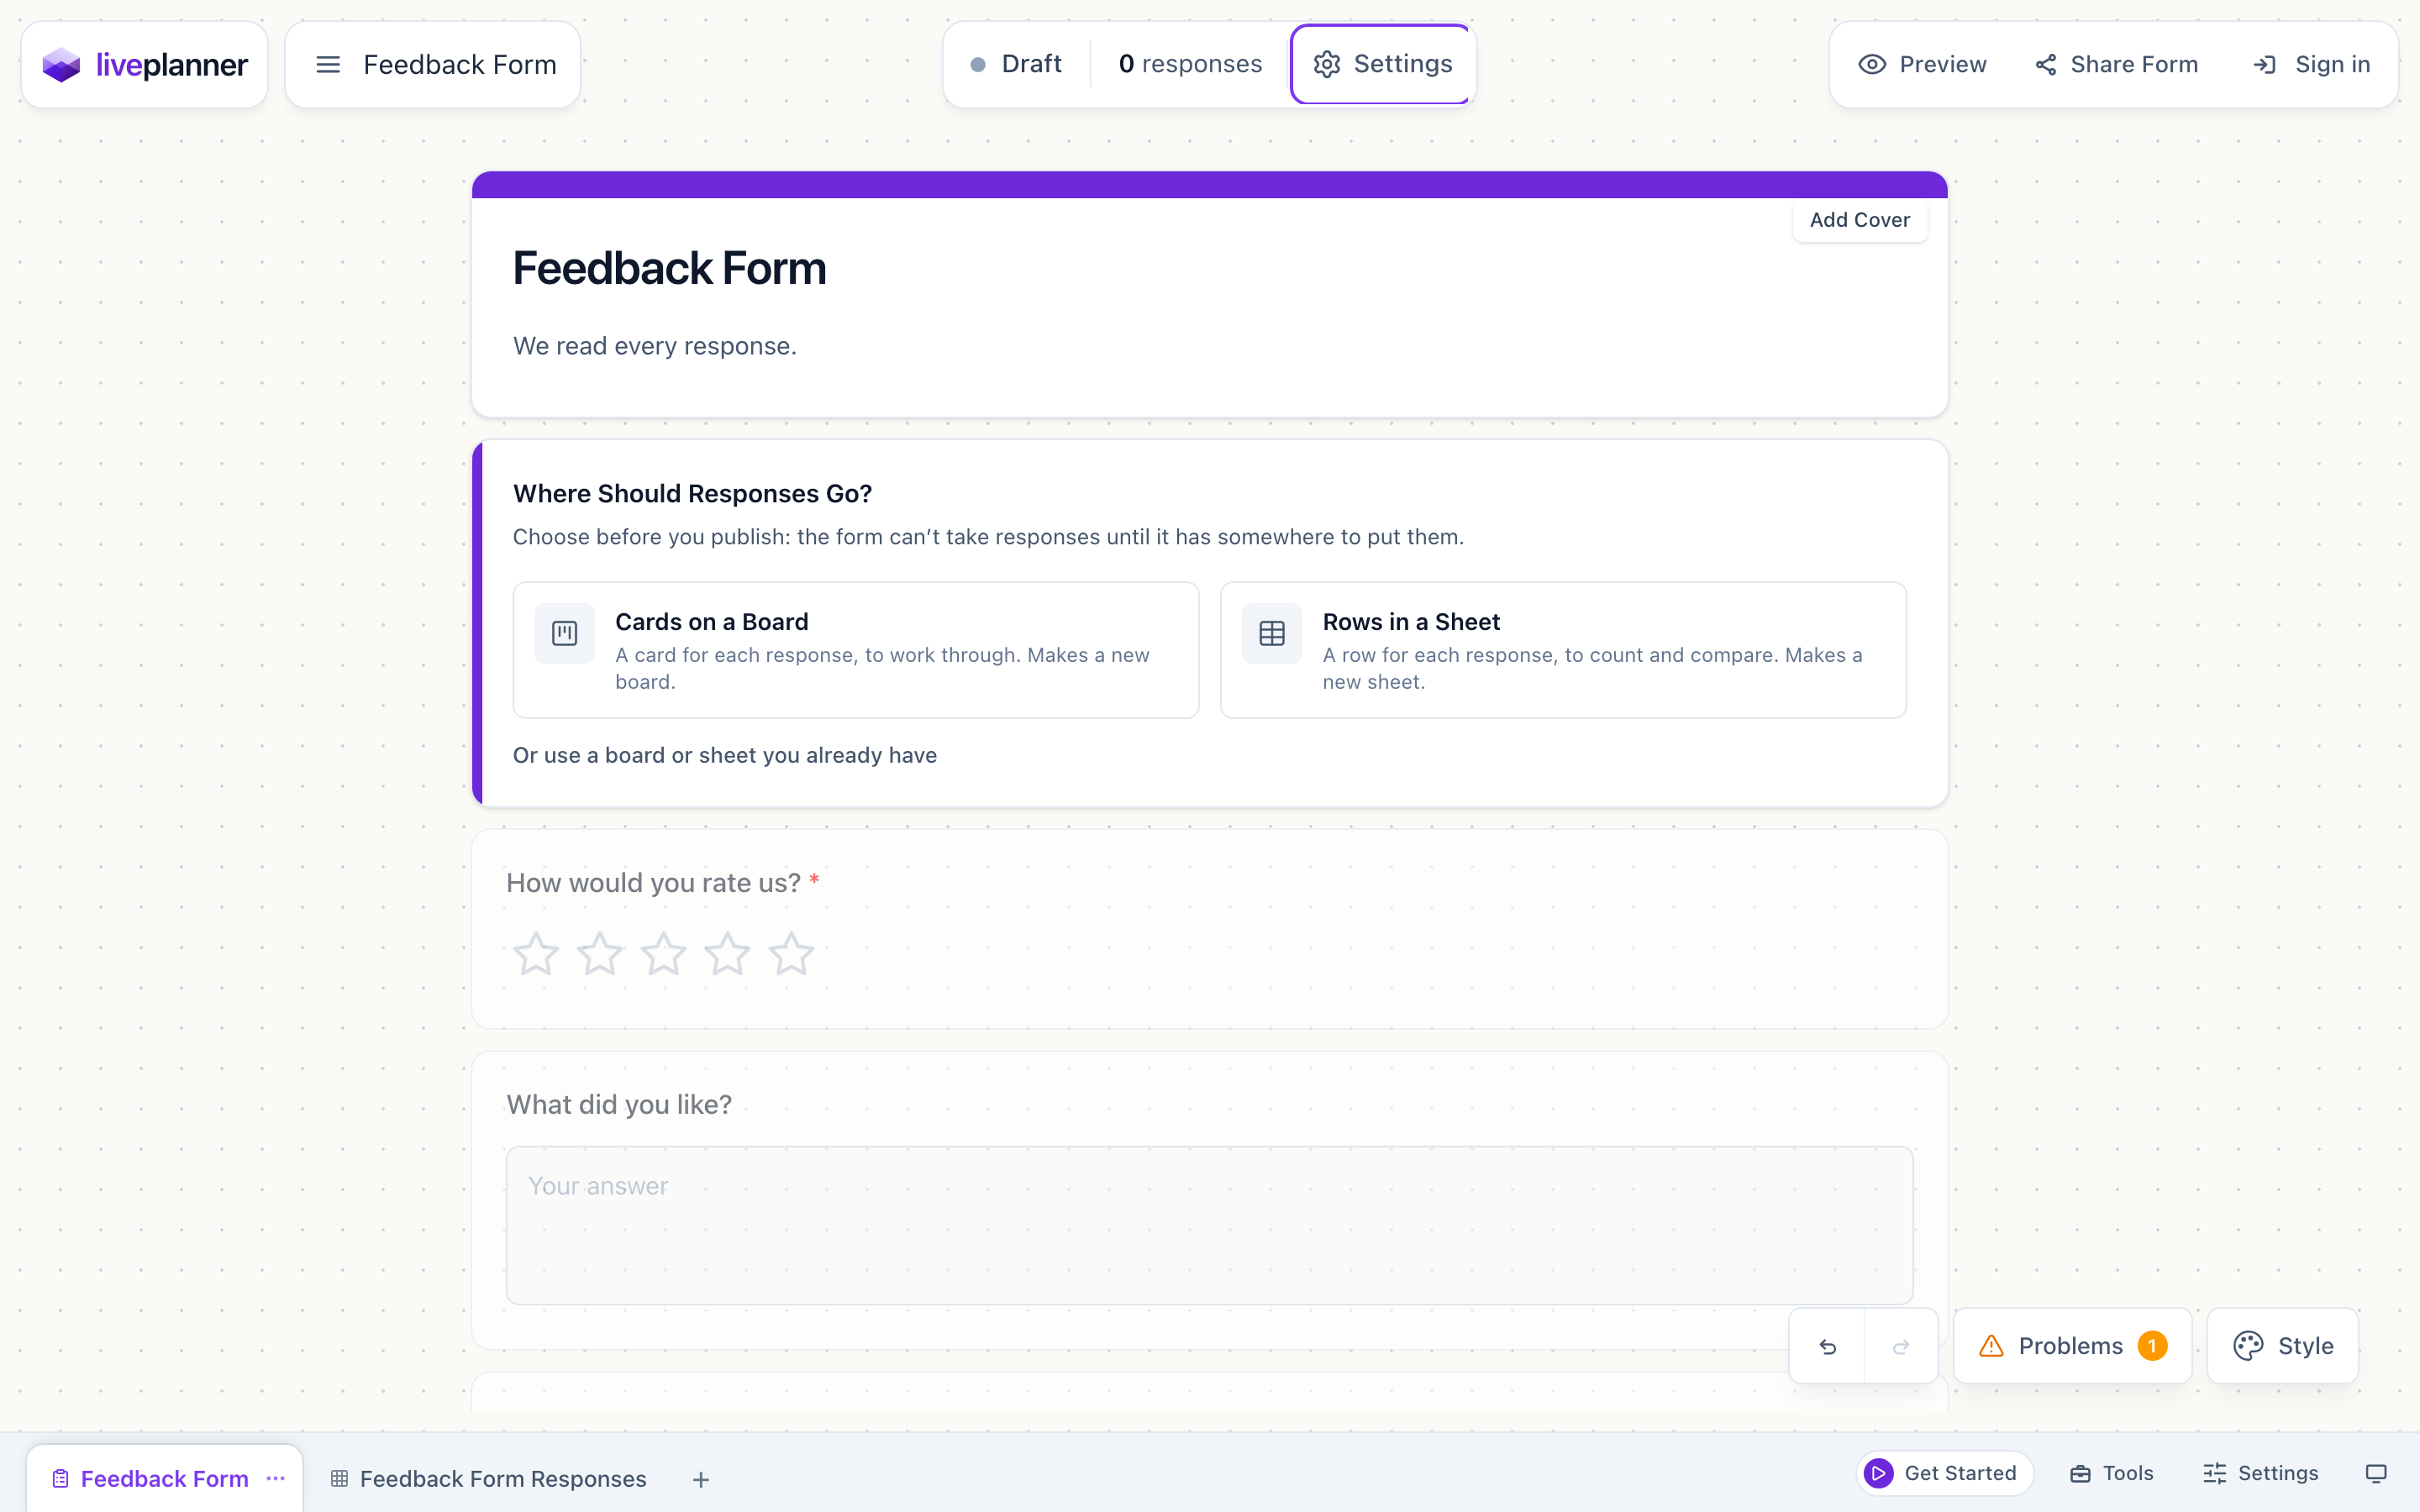 liveplanner
Feedback Form
Draft
0 responses
Settings
Preview
Share Form
Sign in
Add Cover
Feedback Form
We read every response.
Where Should Responses Go?
Choose before you publish: the form can’t take responses until it has somewhere to put them.
Cards on a Board
A card for each response, to work through. Makes a new
board.
Rows in a Sheet
A row for each response, to count and compare. Makes a
new sheet.
Or use a board or sheet you already have
How would you rate us? *
What did you like?
Your answer
Problems 1
Style
Feedback Form
Feedback Form Responses
Get Started
Tools
Settings